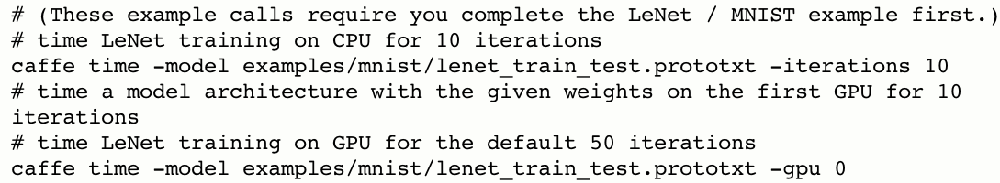 # (These example calls require you complete the LeNet / MNIST example first.)
# time LeNet training on CPU for 10 iterations
caffe time -model examples/mnist/lenet_train_test.prototxt -iterations 10
# time a model architecture with the given weights on the first GPU for 10
iterations
# time LeNet training on GPU for the default 50 iterations
caffe time -model examples/mnist/lenet_train_test.prototxt -gpu 0